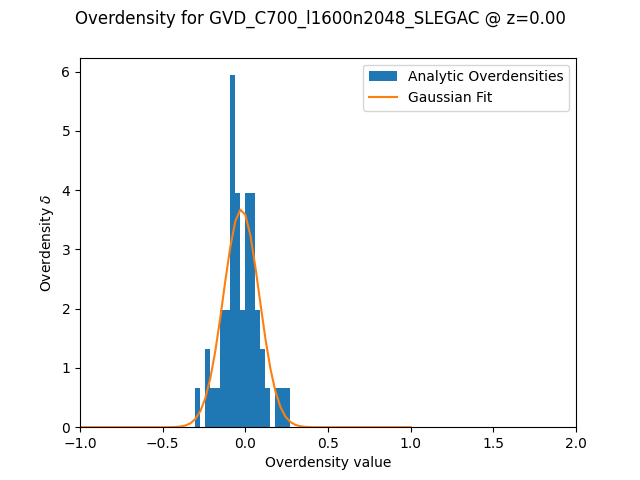 Overdensity for GVD_C700_l1600n2048_SLEGAC @ z=0.00
Analytic Overdensities
Gaussian Fit
Overdensity δ
6
5
4
3
2
1
0
−1.0 −0.5 0.0 0.5 1.0 1.5 2.0
Overdensity value